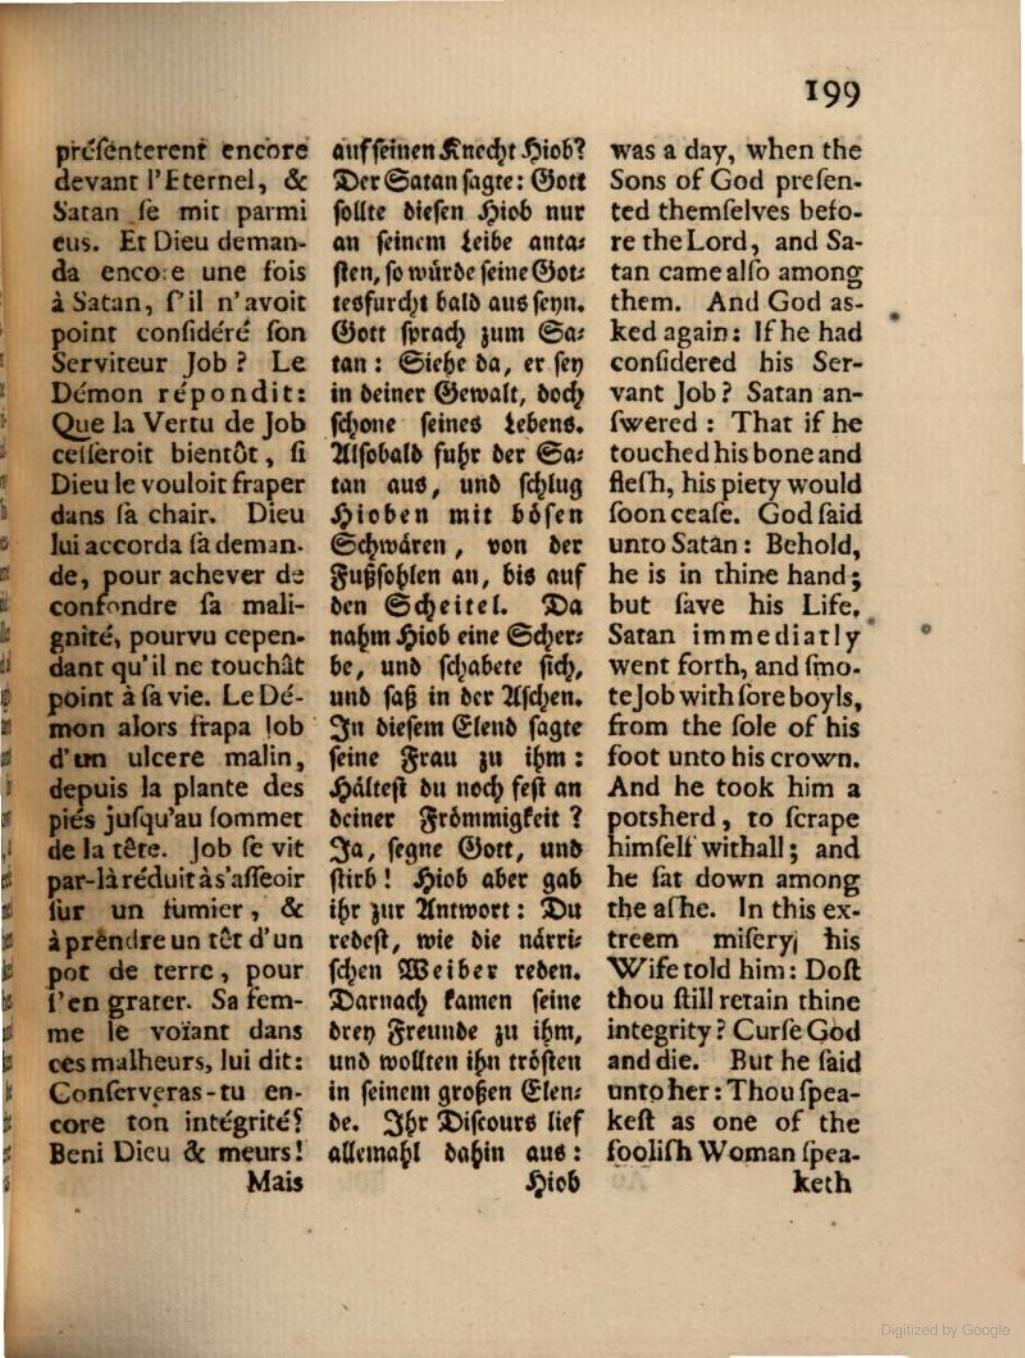 199
préſenterent encore
devant l'Eternel, &
Satan ſe mit parmi
eus. Et Dieu deman-
da encore une fois
à Satan, ſ'il n'avoit
point conſidéré ſon
Serviteur Job? Le
Démon répondit:
Que la Vertu de Job
ceſſeroit bientôt, ſi
Dieu le vouloit fraper
dans ſa chair. Dieu
lui accorda ſa deman-
de, pour achever de
confondre ſa mali-
gnité, pourvu cepen-
dant qu'il ne touchât
point à ſa vie. Le Dé-
mon alors frapa Job
d'un ulcere malin,
depuis la plante des
piés juſqu'au ſommet
de la tête. Job ſe vit
par-là réduit à s'aſſeoir
ſur un fumier, &
à prendre un têt d'un
pot de terre, pour
ſ'en grater. Sa fem-
me le voïant dans
ces malheurs, lui dit:
Conſerveras-tu en-
core ton intégrité?
Beni Dieu & meurs!
Mais
auf ſeinen Knecht Hiob?
Der Satan ſagte: Gott
ſollte dieſen Hiob nur
an ſeinem Leibe anta⸗
ſten, ſo würde ſeine Got⸗
tesfurcht bald aus ſeyn.
Gott ſprach zum Sa⸗
tan: Siehe da, er ſey
in deiner Gewalt, doch
ſchone ſeines Lebens.
Alſobald fuhr der Sa⸗
tan aus, und ſchlug
Hioben mit böſen
Schwären, von der
Fußſohlen an, bis auf
den Scheitel. Da
nahm Hiob eine Scher⸗
be, und ſchabete ſich,
und ſaß in der Aſchen.
In dieſem Elend ſagte
ſeine Frau zu ihm:
Hälteſt du noch feſt an
deiner Frömmigkeit?
Ja, ſegne Gott, und
ſtirb! Hiob aber gab
ihr zur Antwort: Du
redeſt, wie die närri⸗
ſchen Weiber reden.
Darnach kamen ſeine
drey Freunde zu ihm,
und wollten ihn tröſten
in ſeinem großen Elen⸗
de. Ihr Diſcours lief
allemahl dahin aus:
Hiob
was a day, when the
Sons of God preſen-
ted themſelves befo-
re the Lord, and Sa-
tan came alſo among
them. And God as-
ked again: If he had
conſidered his Ser-
vant Job? Satan an-
ſwered: That if he
touched his bone and
fleſh, his piety would
ſoon ceaſe. God ſaid
unto Satan: Behold,
he is in thine hand;
but ſave his Life.
Satan immediatly
went forth, and ſmo-
te Job with ſore boyls,
from the ſole of his
foot unto his crown.
And he took him a
potsherd, to ſcrape
himſelf withall; and
he ſat down among
the aſhe. In this ex-
treem miſery, his
Wife told him: Doſt
thou ſtill retain thine
integrity? Curſe God
and die. But he ſaid
unto her: Thou ſpea-
keſt as one of the
fooliſh Woman ſpea-
keth
Digitized by Google